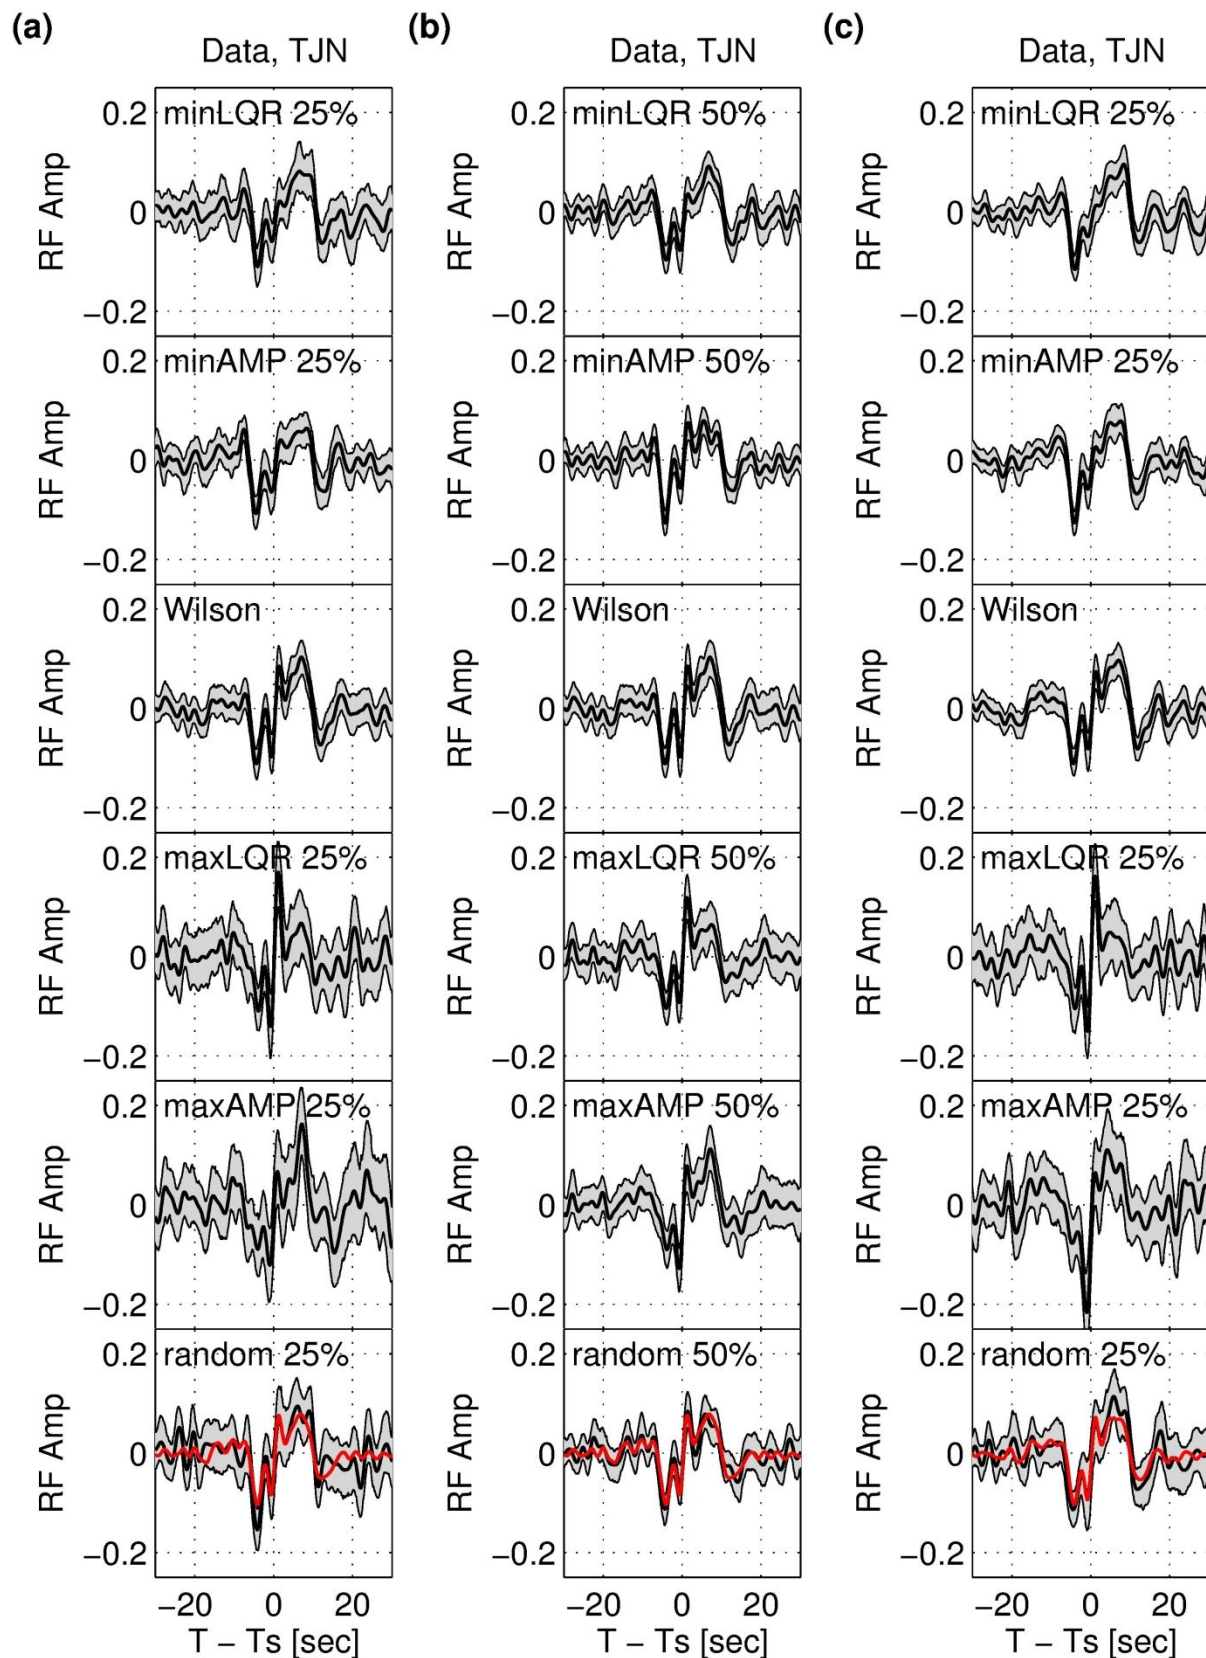 (a)
Data, TJN
0.2
minLQR 25%
RF Amp
0
−0.2
0.2
minAMP 25%
RF Amp
0
−0.2
0.2
Wilson
RF Amp
0
−0.2
0.2
maxLQR 25%
RF Amp
0
−0.2
0.2
maxAMP 25%
RF Amp
0
−0.2
0.2
random 25%
RF Amp
0
−0.2
−20 0 20
T − Ts [sec]
(b)
Data, TJN
0.2
minLQR 50%
RF Amp
0
−0.2
0.2
minAMP 50%
RF Amp
0
−0.2
0.2
Wilson
RF Amp
0
−0.2
0.2
maxLQR 50%
RF Amp
0
−0.2
0.2
maxAMP 50%
RF Amp
0
−0.2
0.2
random 50%
RF Amp
0
−0.2
−20 0 20
T − Ts [sec]
(c)
Data, TJN
0.2
minLQR 25%
RF Amp
0
−0.2
0.2
minAMP 25%
RF Amp
0
−0.2
0.2
Wilson
RF Amp
0
−0.2
0.2
maxLQR 25%
RF Amp
0
−0.2
0.2
maxAMP 25%
RF Amp
0
−0.2
0.2
random 25%
RF Amp
0
−0.2
−20 0 20
T − Ts [sec]